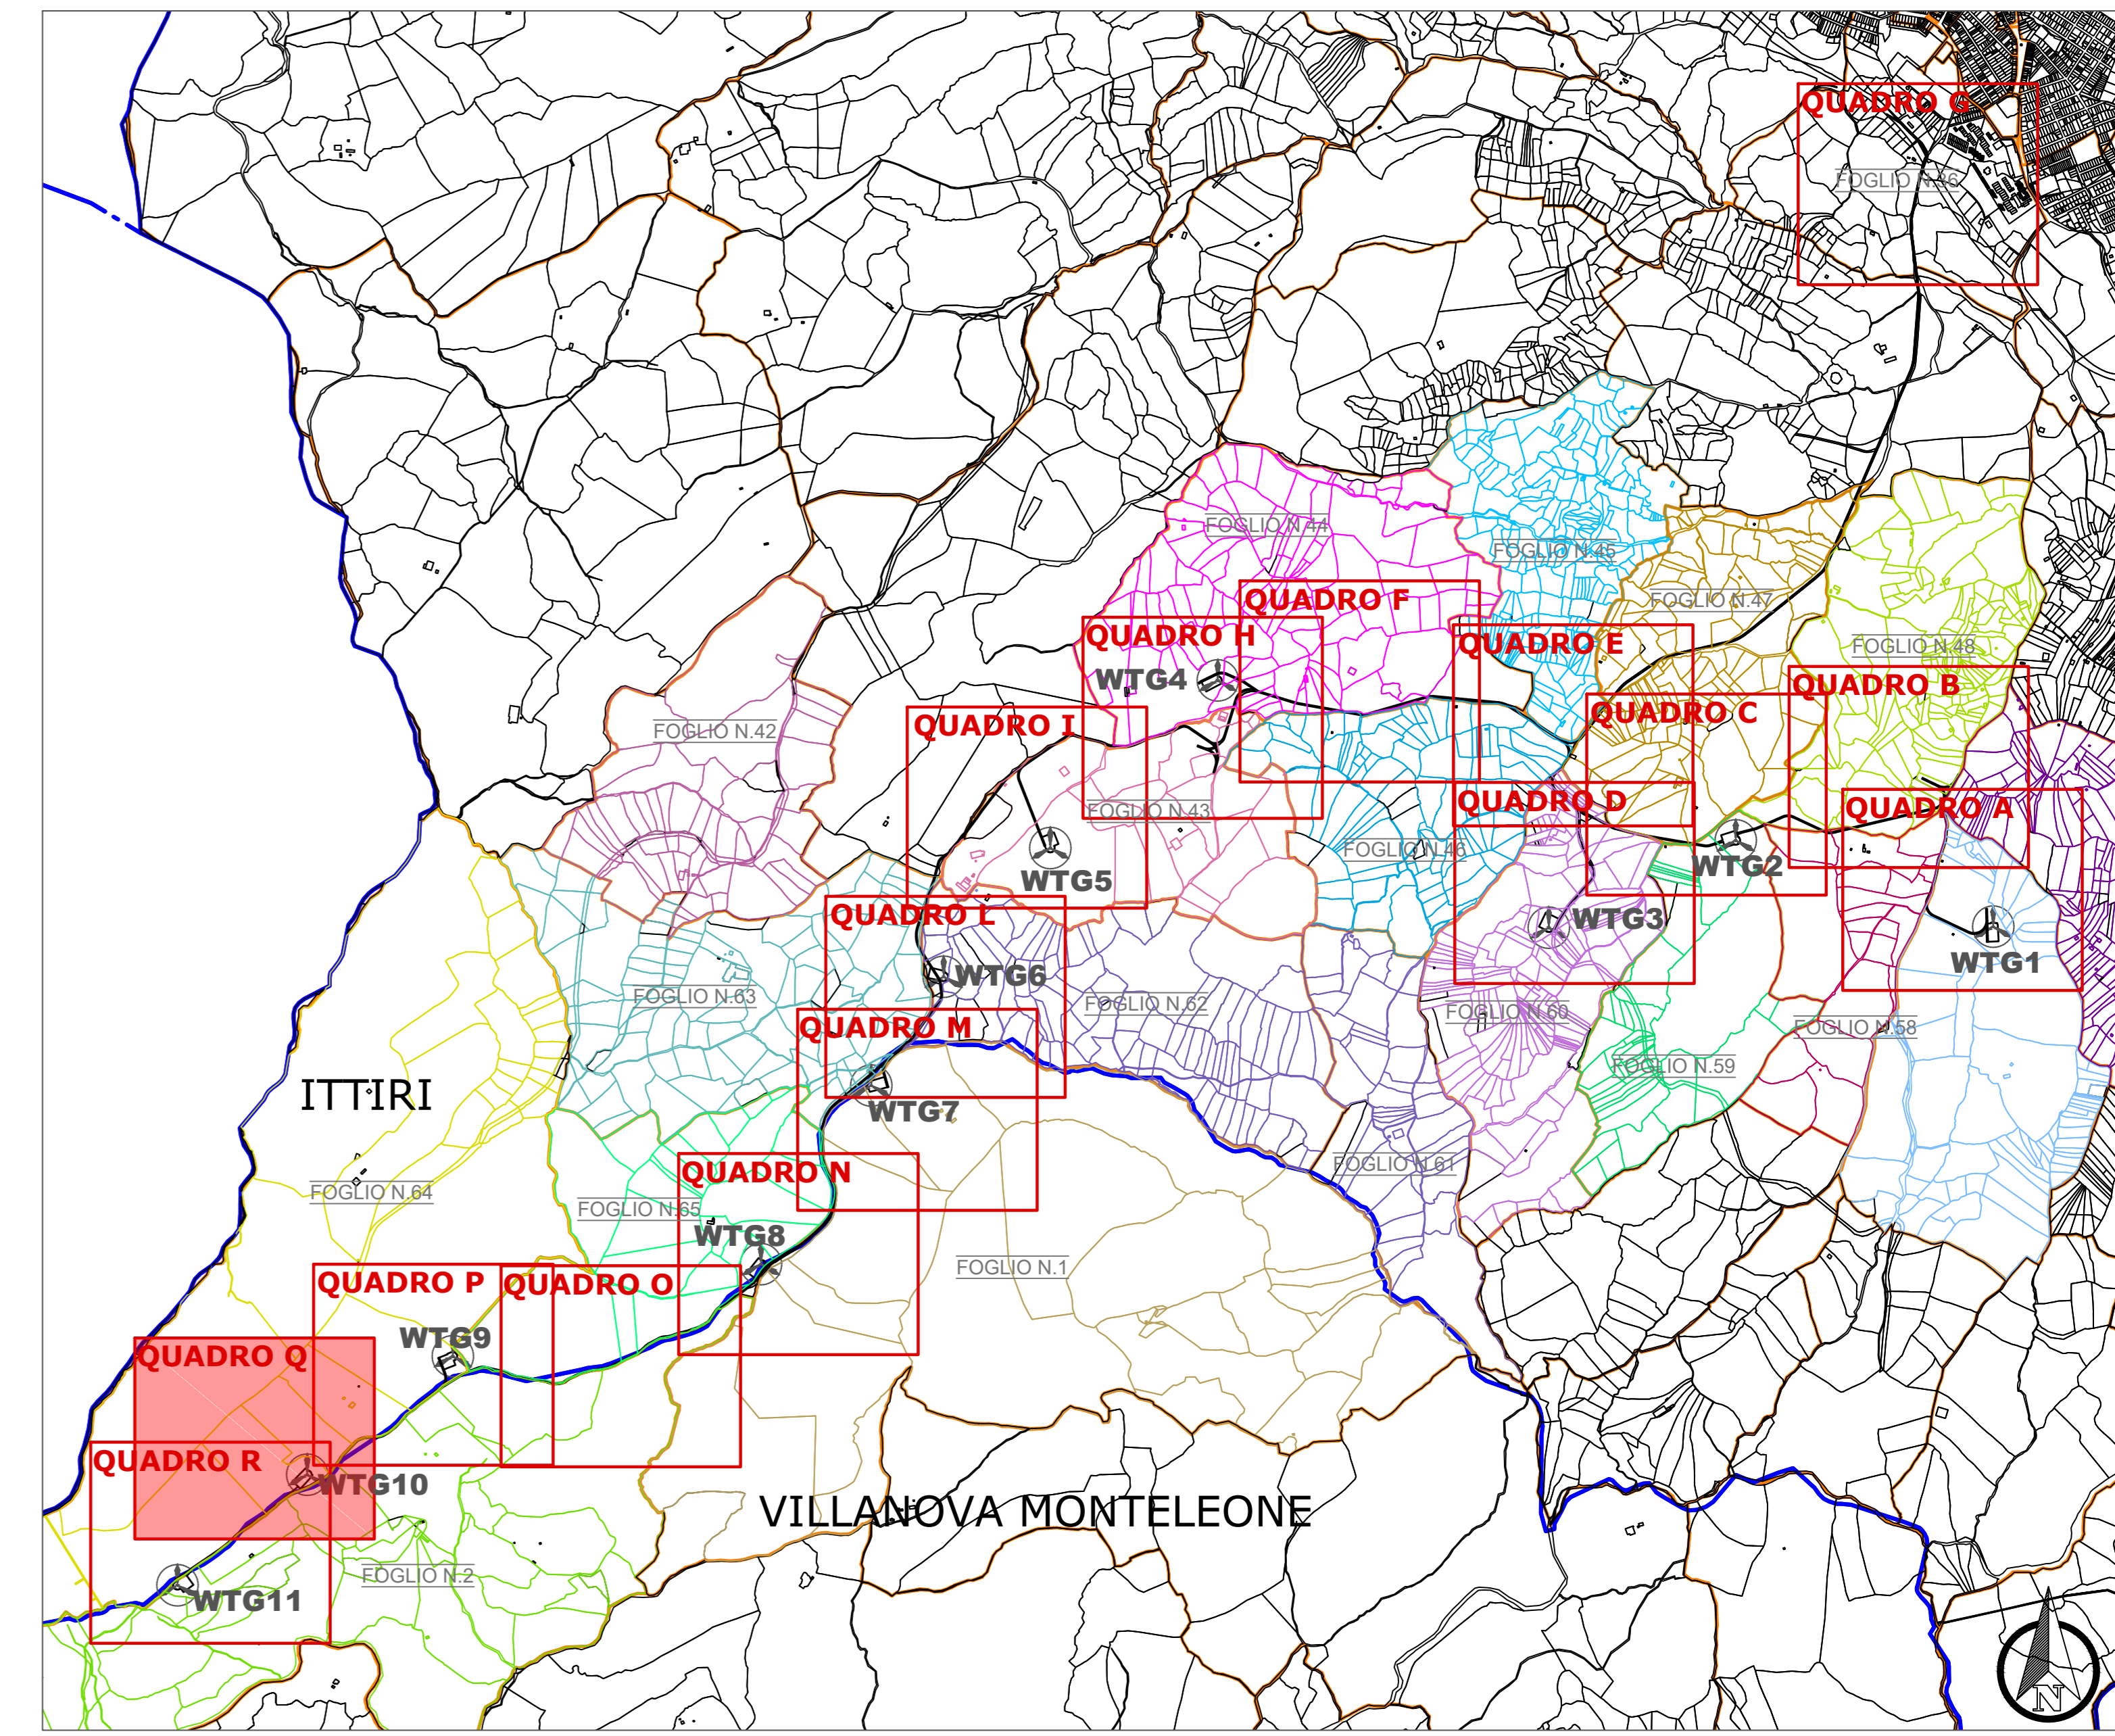 QUADRO G
FOGLIO N.36
FOGLIO N.44
FOGLIO N.45
FOGLIO N.47
QUADRO F
QUADRO H
QUADRO E
FOGLIO N.48
WTG4
QUADRO B
QUADRO C
QUADRO I
FOGLIO N.42
QUADRO D
QUADRO A
FOGLIO N.43
FOGLIO N.46
WTG2
WTG5
QUADRO L
WTG3
WTG1
WTG6
FOGLIO N.63
FOGLIO N.62
FOGLIO N.60
QUADRO M
FOGLIO N.58
FOGLIO N.59
ITTIRI
WTG7
FOGLIO N.61
QUADRO N
FOGLIO N.64
FOGLIO N.65
WTG8
FOGLIO N.1
QUADRO P
QUADRO O
WTG9
QUADRO Q
QUADRO R
WTG10
VILLANOVA MONTELEONE
FOGLIO N.2
WTG11
N